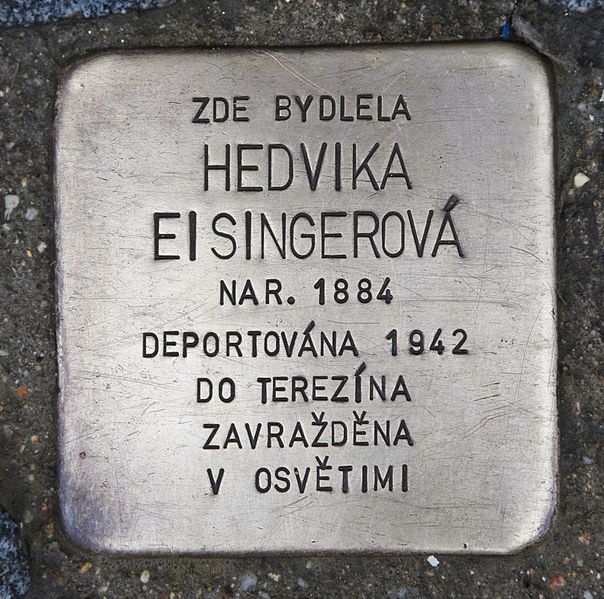 ZDE BYDLELA
HEDVIKA
EISINGEROVÁ
NAR. 1884
DEPORTOVÁNA 1942
DO TEREZÍNA
ZAVRAŽDĚNA
V OSVĚTIMI